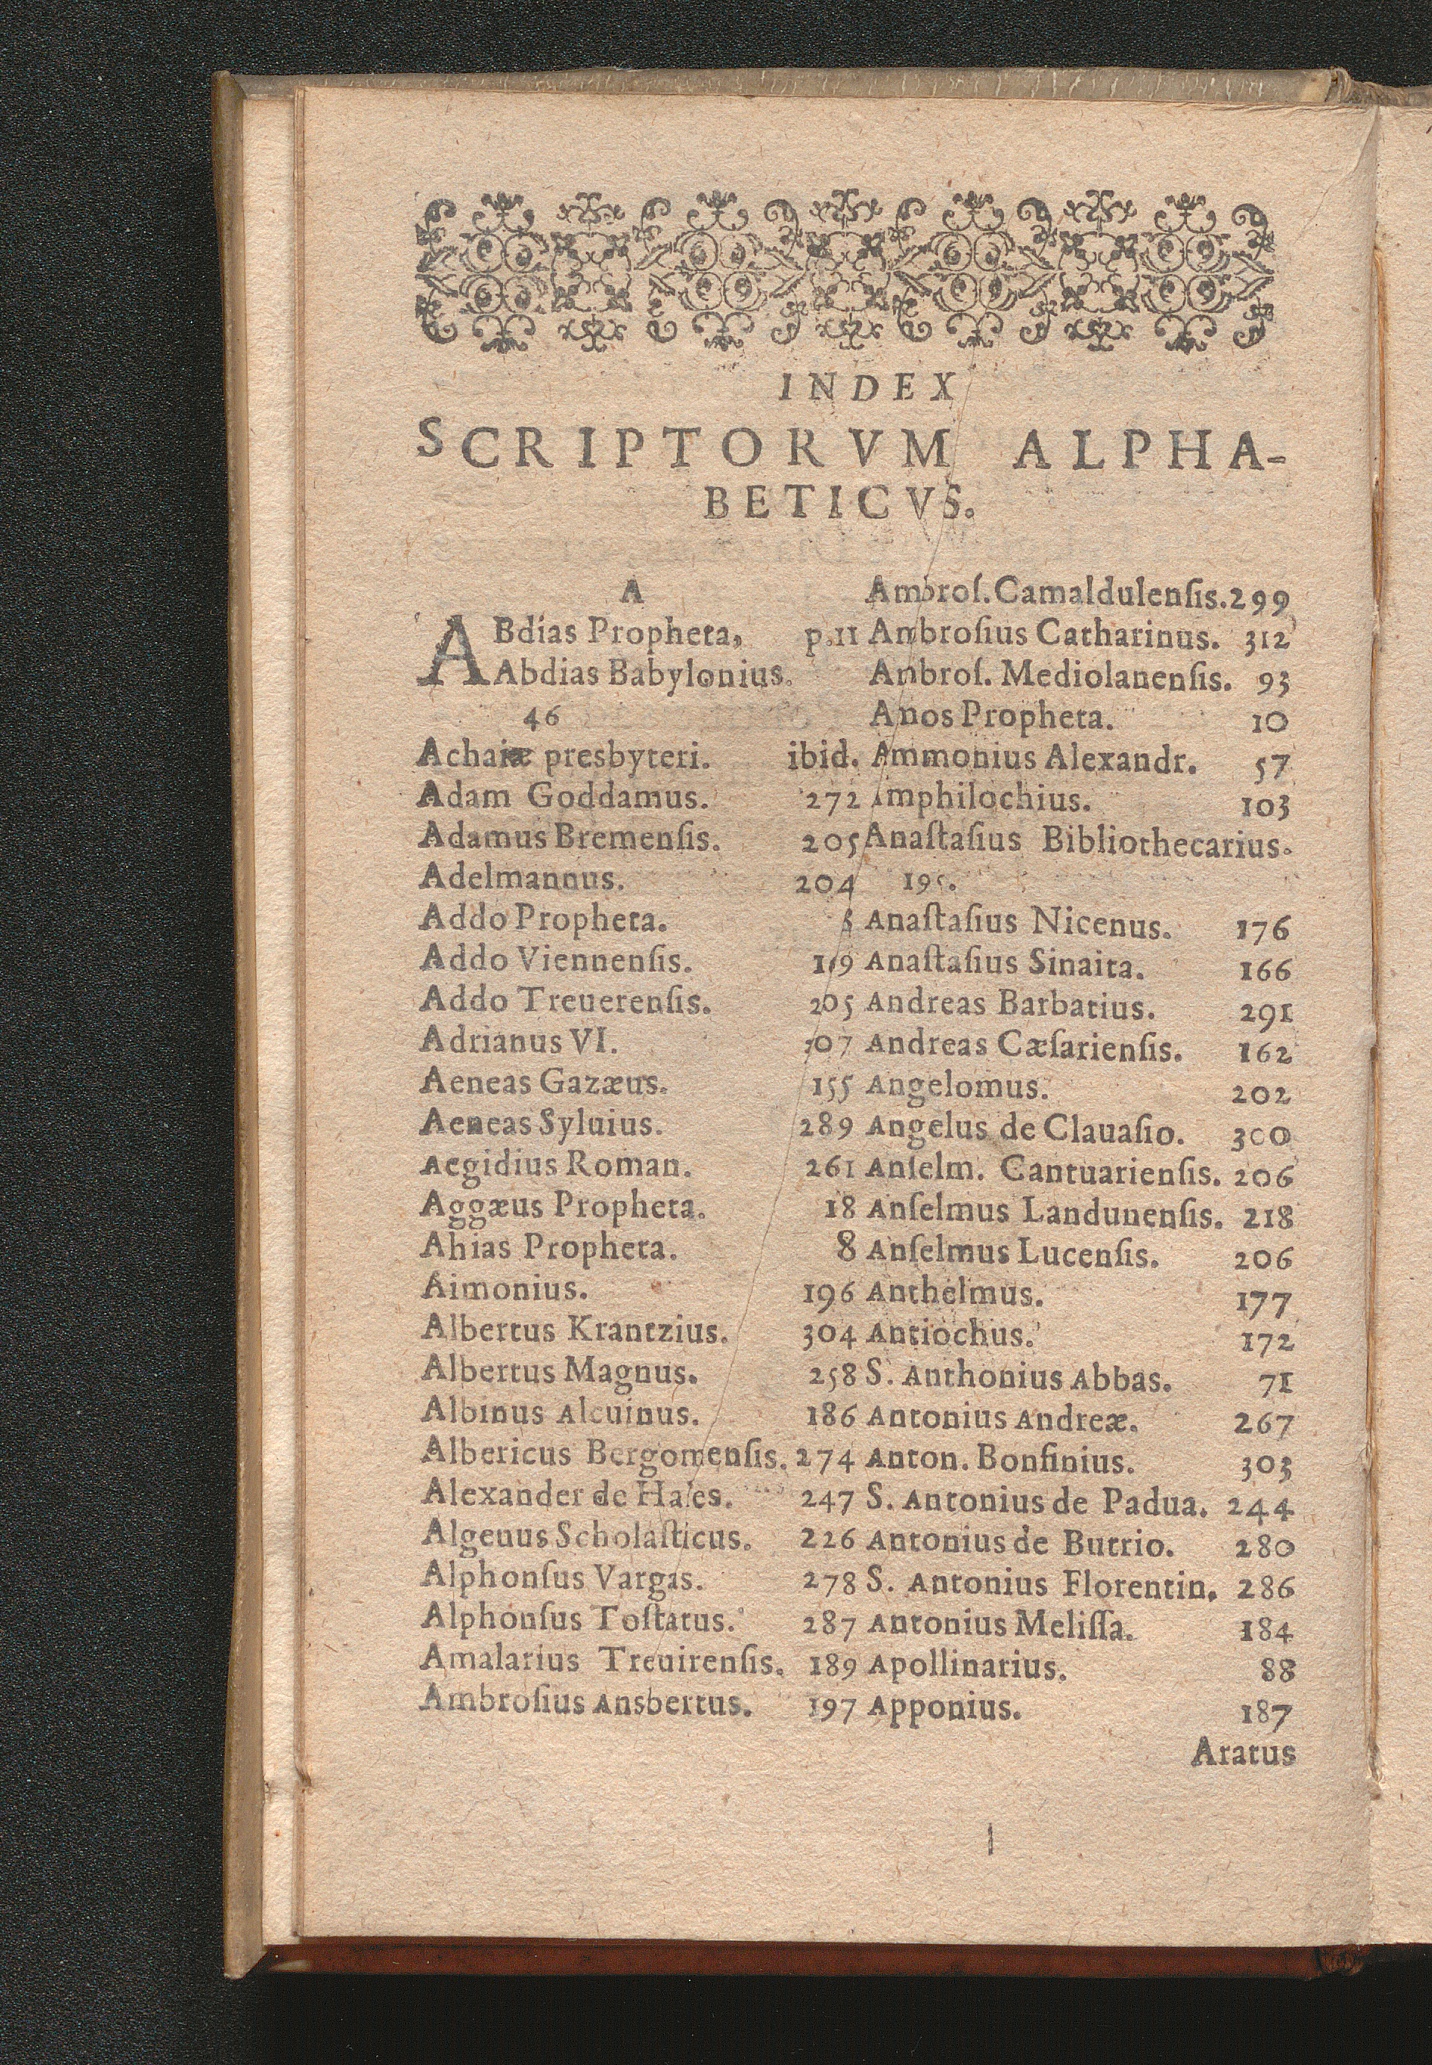 INDEX
SCRIPTORVM ALPHA-
BETICVS.
A
ABdias Propheta, p.11
Abdias Babylonius.
46
Achaiæ presbyteri. ibid.
Adam Goddamus. 272
Adamus Bremenſis. 205
Adelmannus. 204
Addo Propheta.
Addo Viennenſis.
Addo Treuerenſis. 205
Adrianus VI.
Aeneas Gazæus. 155
Aeneas Syluius. 289
Aegidius Roman. 261
Aggæus Propheta. 18
Ahias Propheta. 8
Aimonius. 196
Albertus Krantzius. 304
Albertus Magnus. 258
Albinus Alcuinus. 186
Albericus Bergomenſis. 274
Alexander de Hales. 247
Algenus Scholaſticus. 226
Alphonſus Vargas. 278
Alphonſus Toſtatus. 287
Amalarius Treuirenſis. 189
Ambroſius Ansbertus. 197
Ambroſ. Camaldulenſis. 299
Ambroſius Catharinus. 312
Ambroſ. Mediolanenſis. 93
Amos Propheta. 10
Ammonius Alexandr. 57
Amphilochius. 103
Anaſtaſius Bibliothecarius.
Anaſtaſius Nicenus. 176
Anaſtaſius Sinaita. 166
Andreas Barbatius. 291
Andreas Cæſarienſis. 162
Angelomus. 202
Angelus de Clauaſio. 300
Anſelm. Cantuarienſis. 206
Anſelmus Landunenſis. 218
Anſelmus Lucenſis. 206
Anthelmus. 177
Antiochus. 172
S. Anthonius Abbas. 71
Antonius Andreæ. 267
Anton. Bonfinius. 303
S. Antonius de Padua. 244
Antonius de Butrio. 280
S. Antonius Florentin. 286
Antonius Meliſſa. 184
Apollinarius. 88
Apponius. 187
Aratus